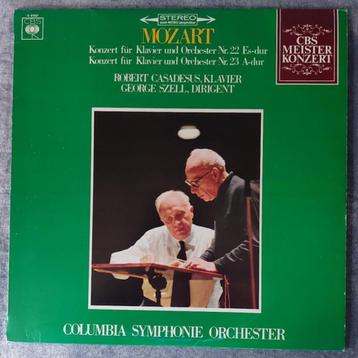 CBS
STEREO
MOZART
Konzert für Klavier und Orchester Nr. 22 Es-dur
Konzert für Klavier und Orchester Nr. 23 A-dur
ROBERT CASADESUS, KLAVIER
GEORGE SZELL, DIRIGENT
CBS
MEISTER
KONZERT
COLUMBIA SYMPHONIE ORCHESTER